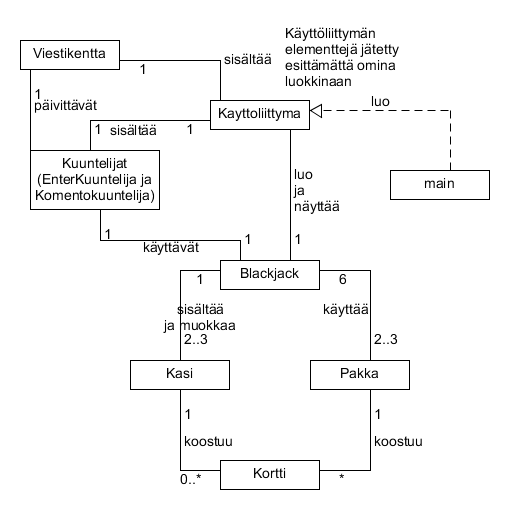 Käyttöliittymän
elementtejä jätetty
esittämättä omina
luokkinaan
Viestikentta
1
sisältää
1
päivittävät
Kayttoliittyma
luo
1
sisältää
1
Kuuntelijat
(EnterKuuntelija ja
Komentokuuntelija)
luo
ja
näyttää
main
1
käyttävät
1
1
Blackjack
1
6
sisältää
ja muokkaa
käyttää
2..3
2..3
Kasi
Pakka
1
1
koostuu
koostuu
0..*
Kortti
*